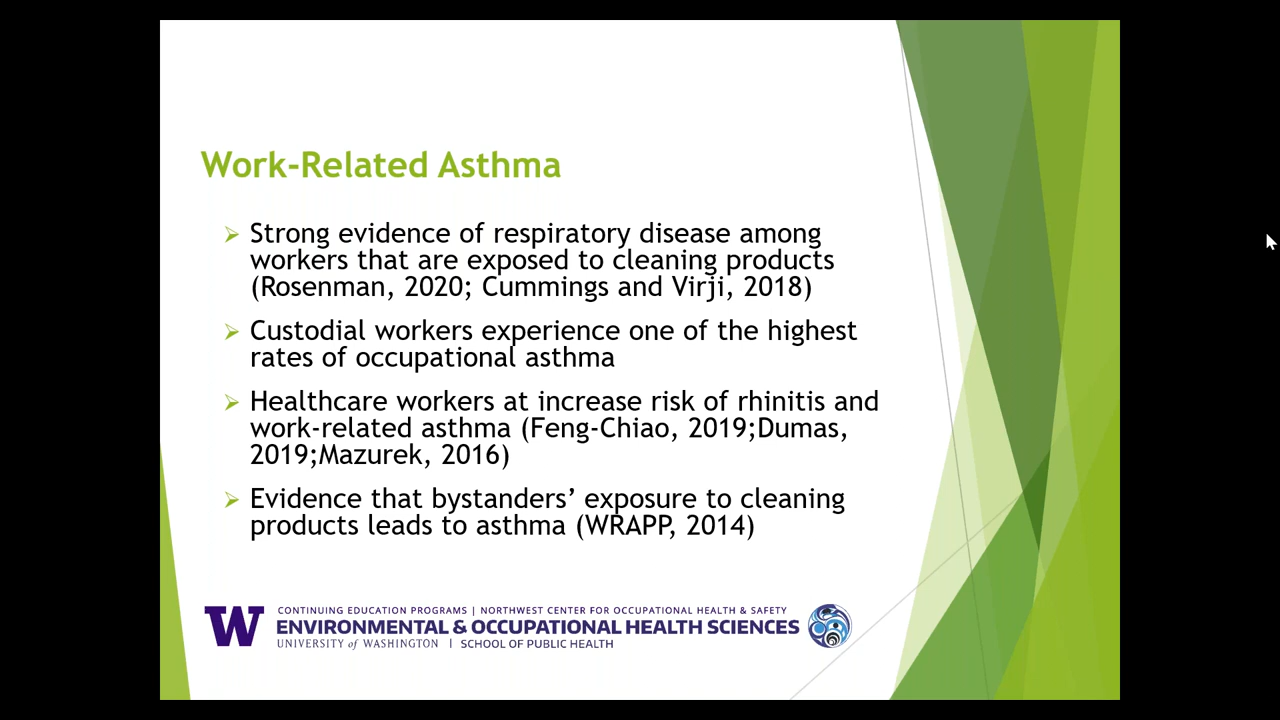 Work-Related Asthma
➢ Strong evidence of respiratory disease among
workers that are exposed to cleaning products
(Rosenman, 2020; Cummings and Virji, 2018)
➢ Custodial workers experience one of the highest
rates of occupational asthma
➢ Healthcare workers at increase risk of rhinitis and
work-related asthma (Feng-Chiao, 2019;Dumas,
2019;Mazurek, 2016)
➢ Evidence that bystanders’ exposure to cleaning
products leads to asthma (WRAPP, 2014)
W
CONTINUING EDUCATION PROGRAMS | NORTHWEST CENTER FOR OCCUPATIONAL HEALTH & SAFETY
ENVIRONMENTAL & OCCUPATIONAL HEALTH SCIENCES
UNIVERSITY of WASHINGTON | SCHOOL OF PUBLIC HEALTH